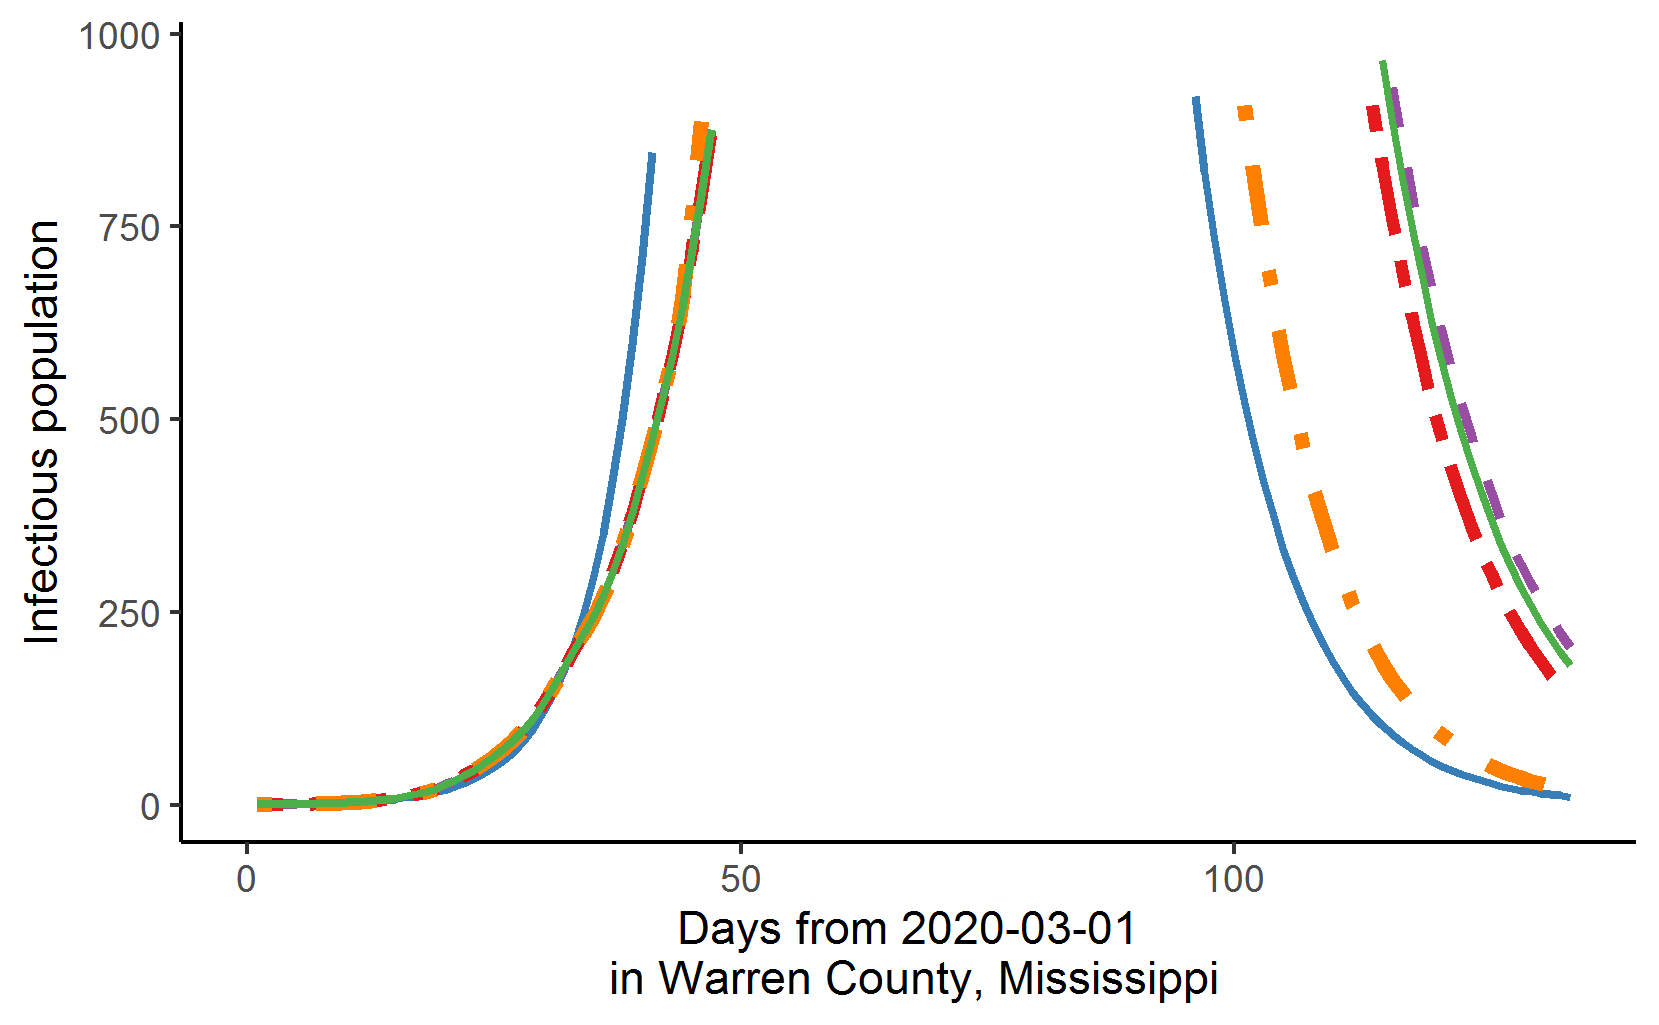 1000
750
500
250
0
Infectious population
0 50 100
Days from 2020-03-01
in Warren County, Mississippi